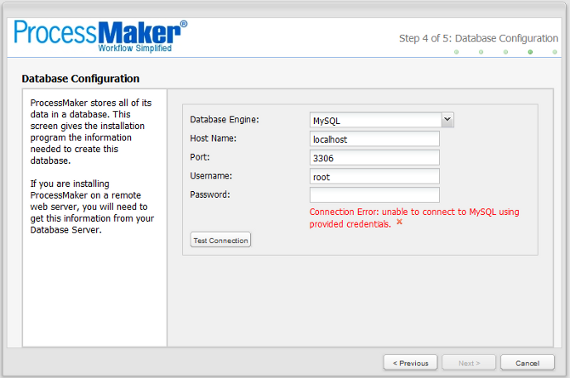 ProcessMaker®
Workflow Simplified
Step 4 of 5: Database Configuration
Database Configuration
ProcessMaker stores all of its
data in a database. This
screen gives the installation
program the information
needed to create this
database.
If you are installing
ProcessMaker on a remote
web server, you will need to
get this information from your
Database Server.
Database Engine: MySQL
Host Name: localhost
Port: 3306
Username: root
Password:
Connection Error: unable to connect to MySQL using
provided credentials.
Test Connection
< Previous Next > Cancel